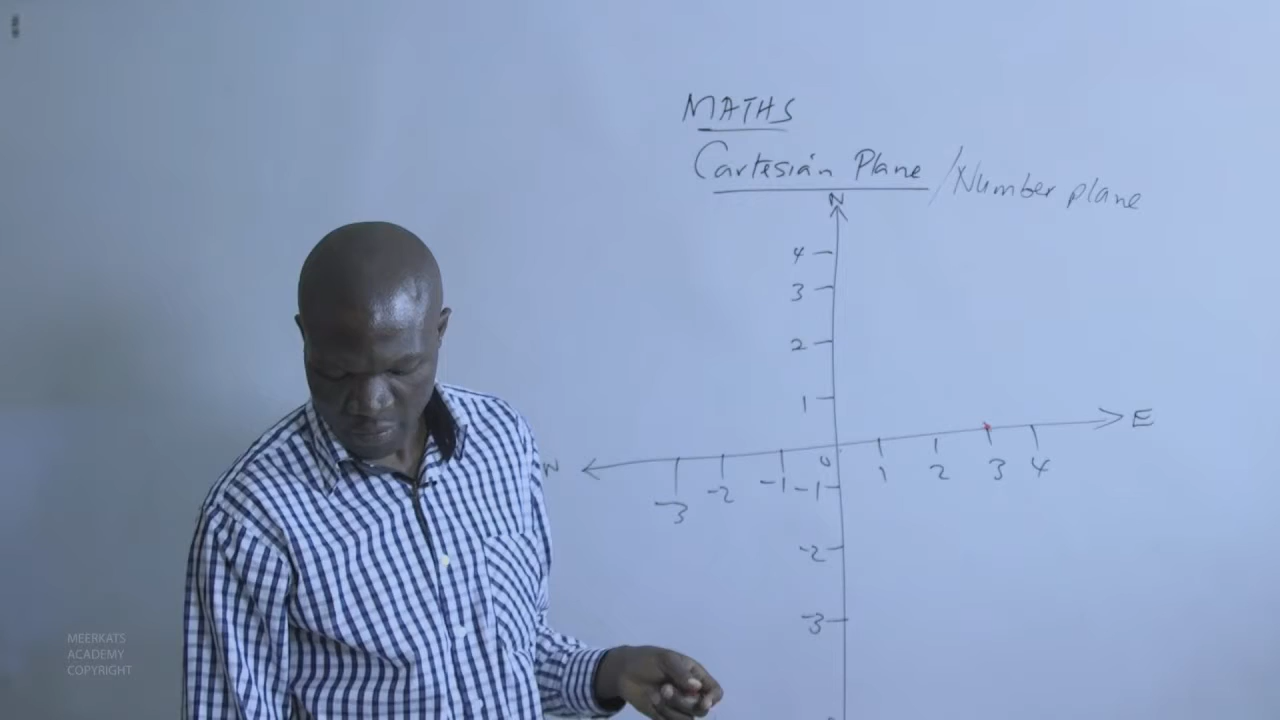 MATHS
Cartesian Plane / Number plane
N
4
3
2
1
E
W
0
1
2
3
4
-3
-2
-1
-1
-2
-3
MEERKATS
ACADEMY
COPYRIGHT